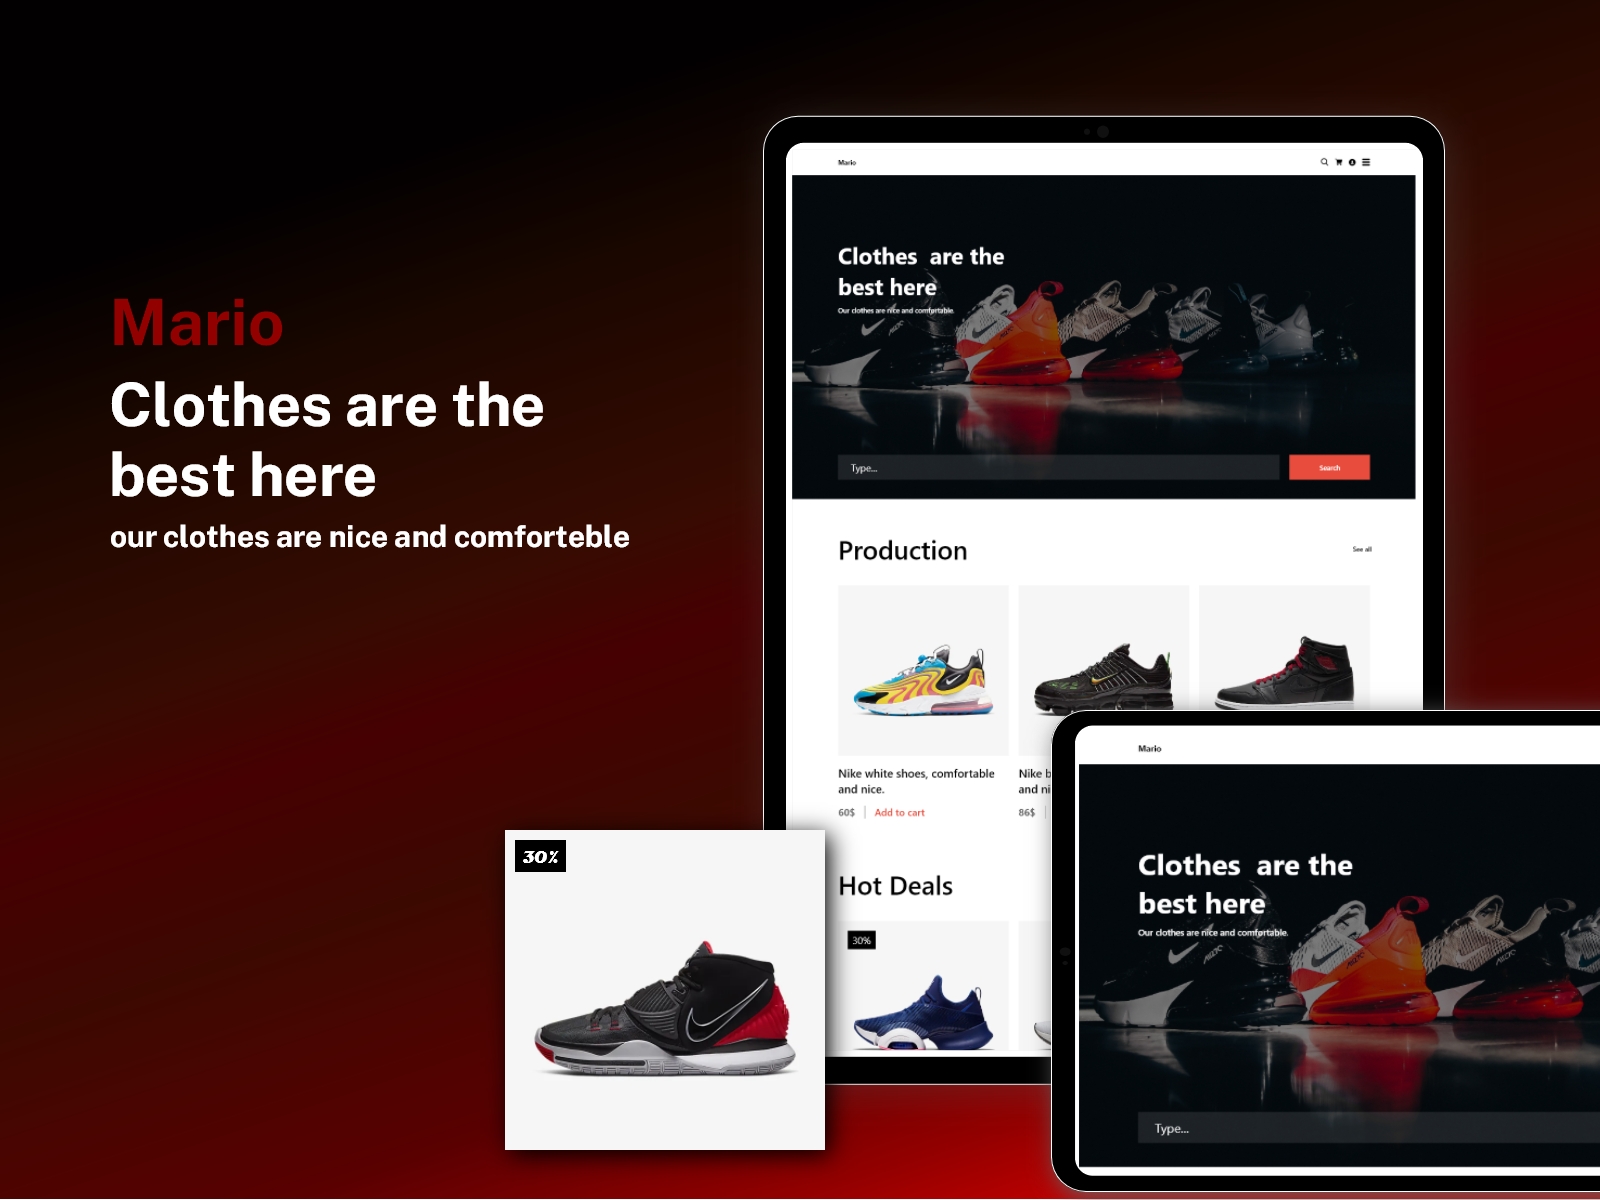 Mario
Clothes are the
best here
our clothes are nice and comforteble
30%
Mario
Clothes are the
best here
Our clothes are nice and comfortable.
Type...
Search
Production
See all
Nike white shoes, comfortable
and nice.
60$ | Add to cart
Nike b
and ni
86$ |
Hot Deals
30%
Mario
Clothes are the
best here
Our clothes are nice and comfortable.
Type...